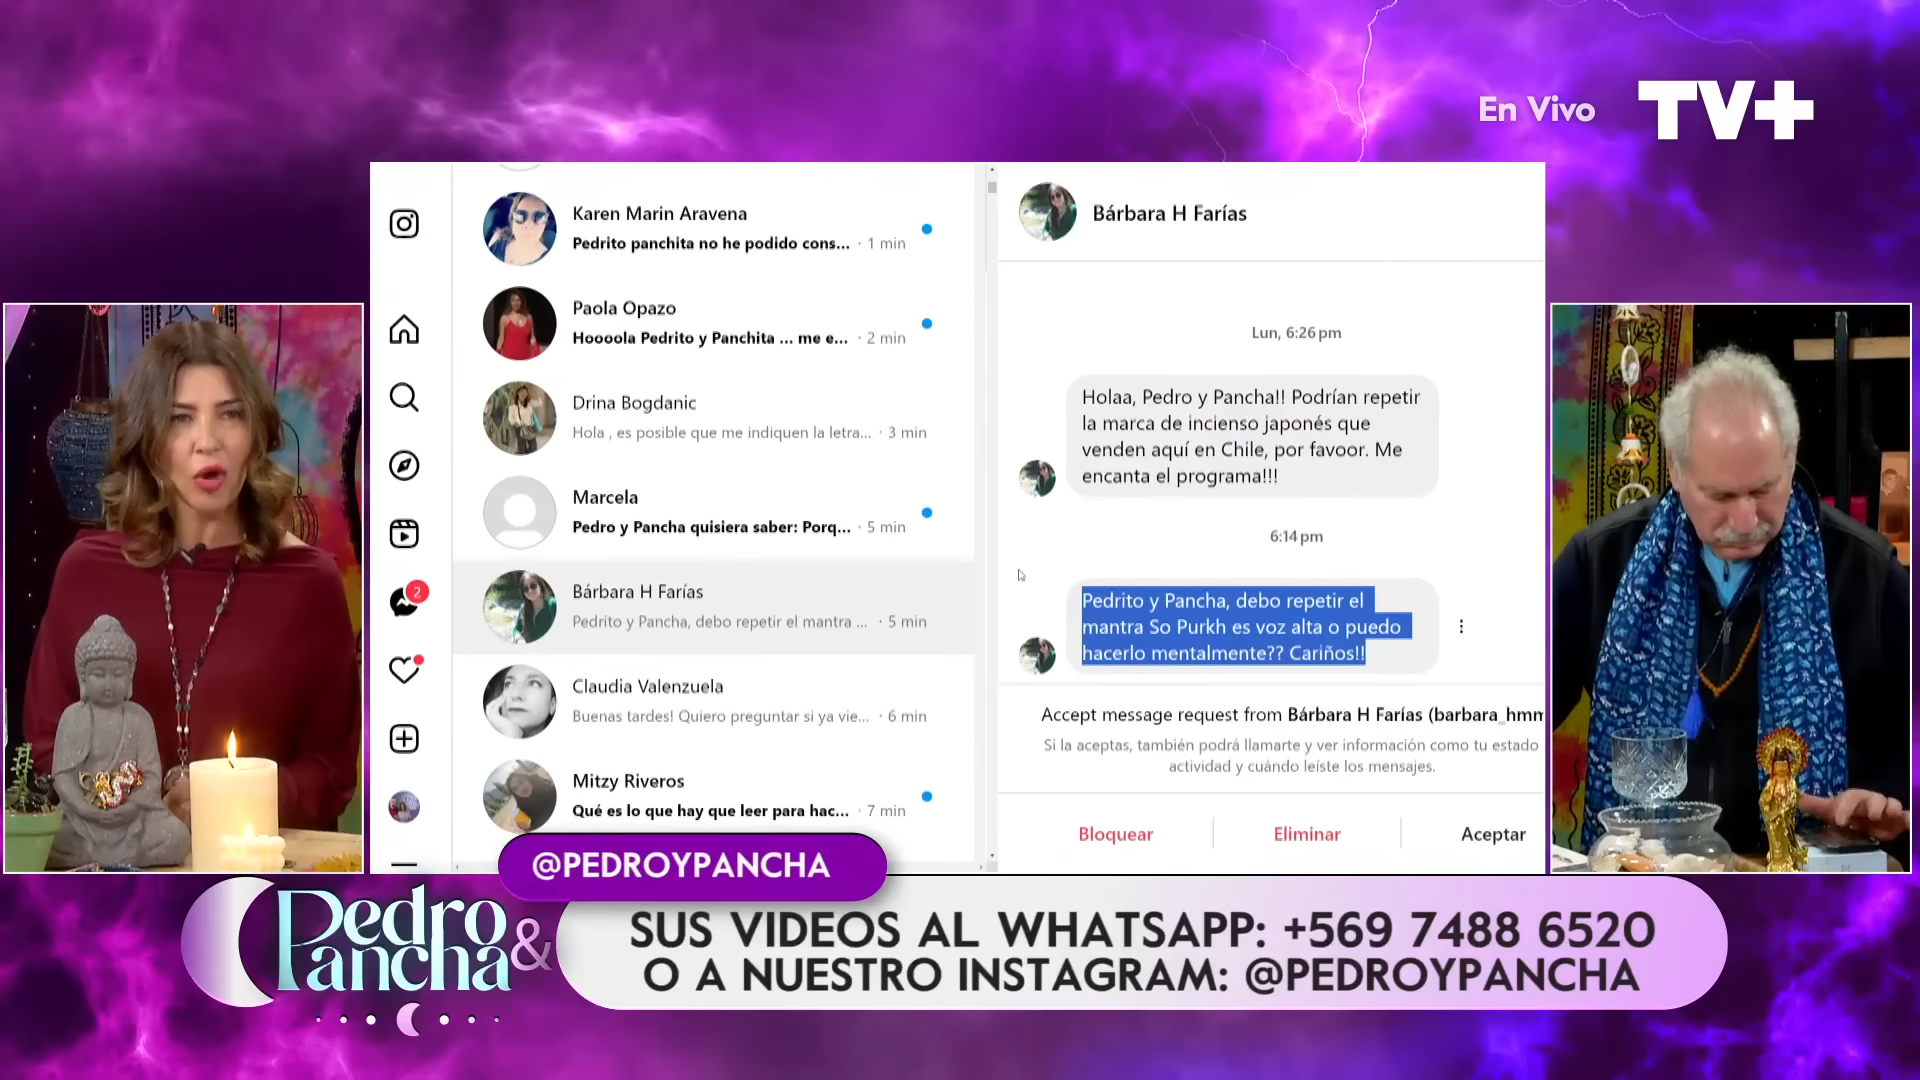 En Vivo
TV+
Karen Marin Aravena
Pedrito panchita no he podido cons... · 1 min
Paola Opazo
Hoooola Pedrito y Panchita ... me e... · 2 min
Drina Bogdanic
Hola , es posible que me indiquen la letra... · 3 min
Marcela
Pedro y Pancha quisiera saber: Porq... · 5 min
2
Bárbara H Farías
Pedrito y Pancha, debo repetir el mantra ... · 5 min
Claudia Valenzuela
Buenas tardes! Quiero preguntar si ya vie... · 6 min
Mitzy Riveros
Qué es lo que hay que leer para hac... · 7 min
Bárbara H Farías
Lun, 6:26 pm
Holaa, Pedro y Pancha!! Podrían repetir
la marca de incienso japonés que
venden aquí en Chile, por favoor. Me
encanta el programa!!!
6:14 pm
Pedrito y Pancha, debo repetir el
mantra So Purkh es voz alta o puedo
hacerlo mentalmente?? Cariños!!
Accept message request from Bárbara H Farías (barbara_hmm
Si la aceptas, también podrá llamarte y ver información como tu estado
actividad y cuándo leíste los mensajes.
Bloquear
Eliminar
Aceptar
@PEDROYPANCHA
Pedro &
Pancha
SUS VIDEOS AL WHATSAPP: +569 7488 6520
O A NUESTRO INSTAGRAM: @PEDROYPANCHA